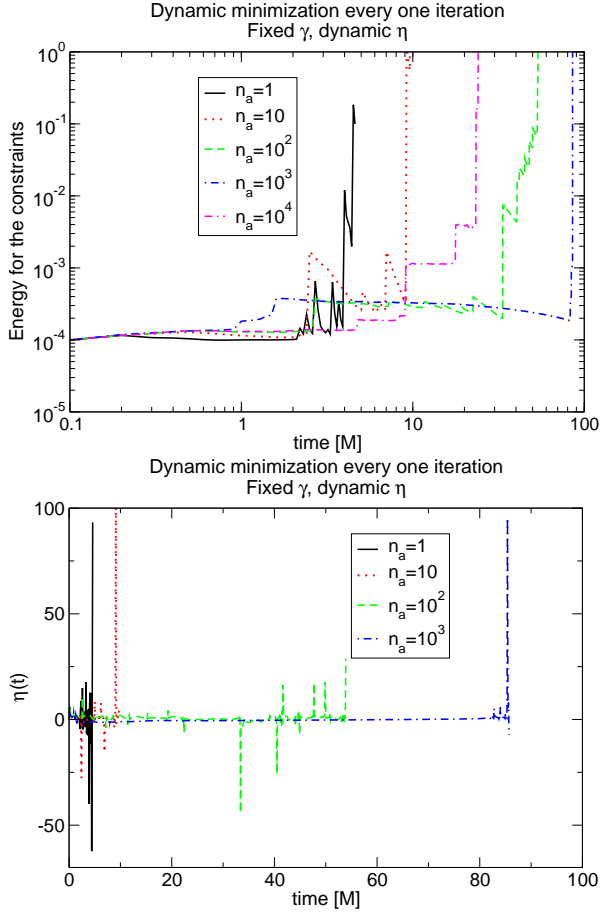 Dynamic minimization every one iteration
Fixed γ, dynamic η
Energy for the constraints
10^0
10^-1
10^-2
10^-3
10^-4
10^-5
n_a=1
n_a=10
n_a=10^2
n_a=10^3
n_a=10^4
0.1 1 10 100
time [M]
Dynamic minimization every one iteration
Fixed γ, dynamic η
η(t)
100
50
0
-50
n_a=1
n_a=10
n_a=10^2
n_a=10^3
0 20 40 60 80 100
time [M]